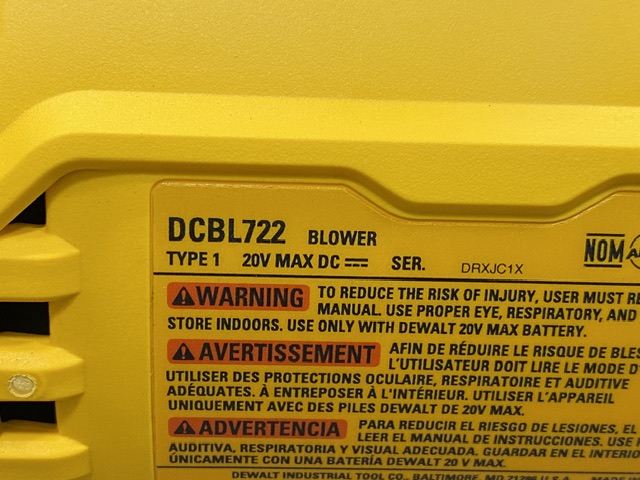 DCBL722 BLOWER
TYPE 1 20V MAX DC SER. DRXJC1X
NOM
WARNING TO REDUCE THE RISK OF INJURY, USER MUST RE
MANUAL. USE PROPER EYE, RESPIRATORY, AND
STORE INDOORS. USE ONLY WITH DEWALT 20V MAX BATTERY.
AVERTISSEMENT AFIN DE RÉDUIRE LE RISQUE DE BLES
L'UTILISATEUR DOIT LIRE LE MODE D'
UTILISER DES PROTECTIONS OCULAIRE, RESPIRATOIRE ET AUDITIVE
ADÉQUATES. À ENTREPOSER À L'INTÉRIEUR. UTILISER L'APPAREIL
UNIQUEMENT AVEC DES PILES DEWALT DE 20V MAX.
ADVERTENCIA PARA REDUCIR EL RIESGO DE LESIONES, E
LEER EL MANUAL DE INSTRUCCIONES. USE
AUDITIVA, RESPIRATORIA Y VISUAL ADECUADA. GUARDAR EN EL INTERIO
ÚNICAMENTE CON UNA BATERÍA DEWALT 20 V MAX.
DEWALT INDUSTRIAL TOOL CO., BALTIMORE, MD 21286 U.S.A.